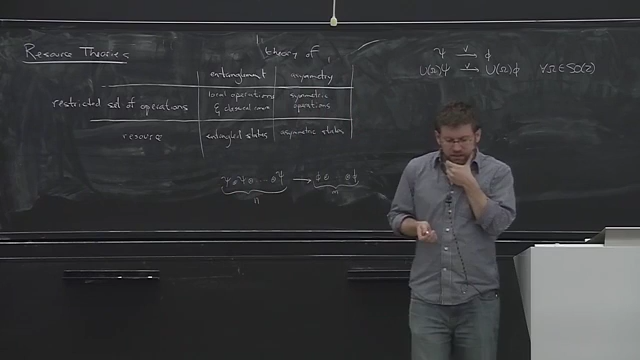 Resource Theories
theory of
entanglement asymmetry
restricted set of operations local operations & classical comm symmetric operations
resource entangled states asymmetric states
ψ⊗ψ⊗...⊗ψ → φ⊗...⊗φ
n m
ψ →V φ
U(Ω)ψ →V U(Ω)φ ∀Ω∈SO(2)